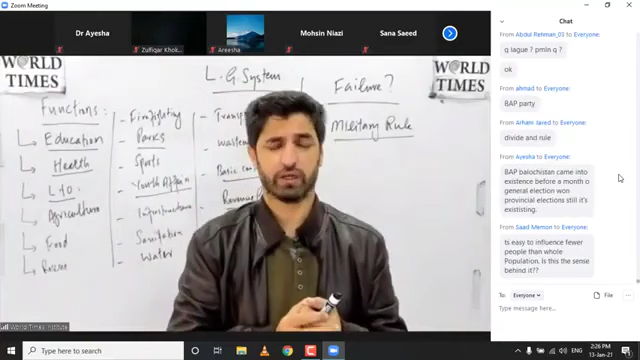 Zoom Meeting
Dr Ayesha
Zulfiqar Khok...
Areesha
Mohsin Niazi
Sana Saeed
WORLD
TIMES
WORLD
TIMES
L.G System
Functions:
Education
Health
L&O
Agriculture
Food
Firefighting
Parks
Sports
Youth Affairs
Infrastructure
Sanitation
Water
Failure?
Military Rule
World Times Institute
Chat
From Abdul Rehman_03 to Everyone:
q lague ? pmln q ?
ok
From ahmad to Everyone:
BAP party
From Arham Javed to Everyone:
divide and rule
From Ayesha to Everyone:
BAP balochistan came into
existence before a month o
general election won
provincial elections still it's
exististing.
From Saad Memon to Everyone:
ts easy to influence fewer
people than whole
Population. Is this the sense
behind it??
To: Everyone
File
Type message here...
Type here to search
2:26 PM
13-Jan-21